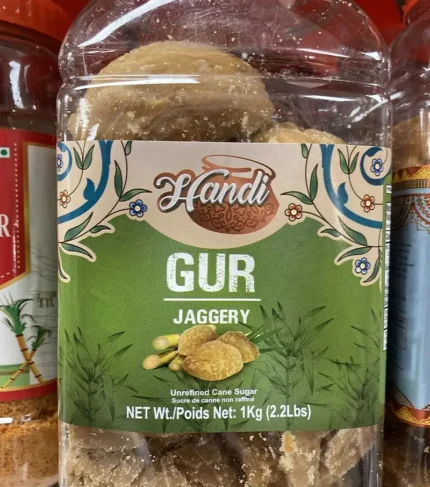 Handi
GUR
JAGGERY
Unrefined Cane Sugar
Sucre de canne non raffiné
NET Wt./Poids Net: 1Kg (2.2Lbs)
R